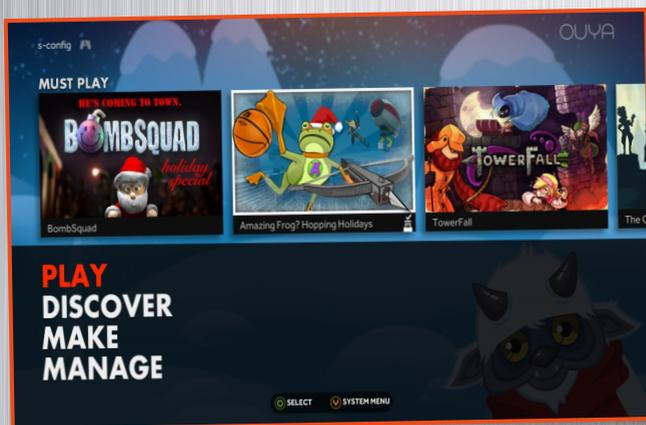 s-config
OUYA
MUST PLAY
HE'S COMING TO TOWN.
BOMBSQUAD
holiday
special
A
TOWERFALL
BombSquad
Amazing Frog? Hopping Holidays
TowerFall
The C
PLAY
DISCOVER
MAKE
MANAGE
O SELECT
SYSTEM MENU